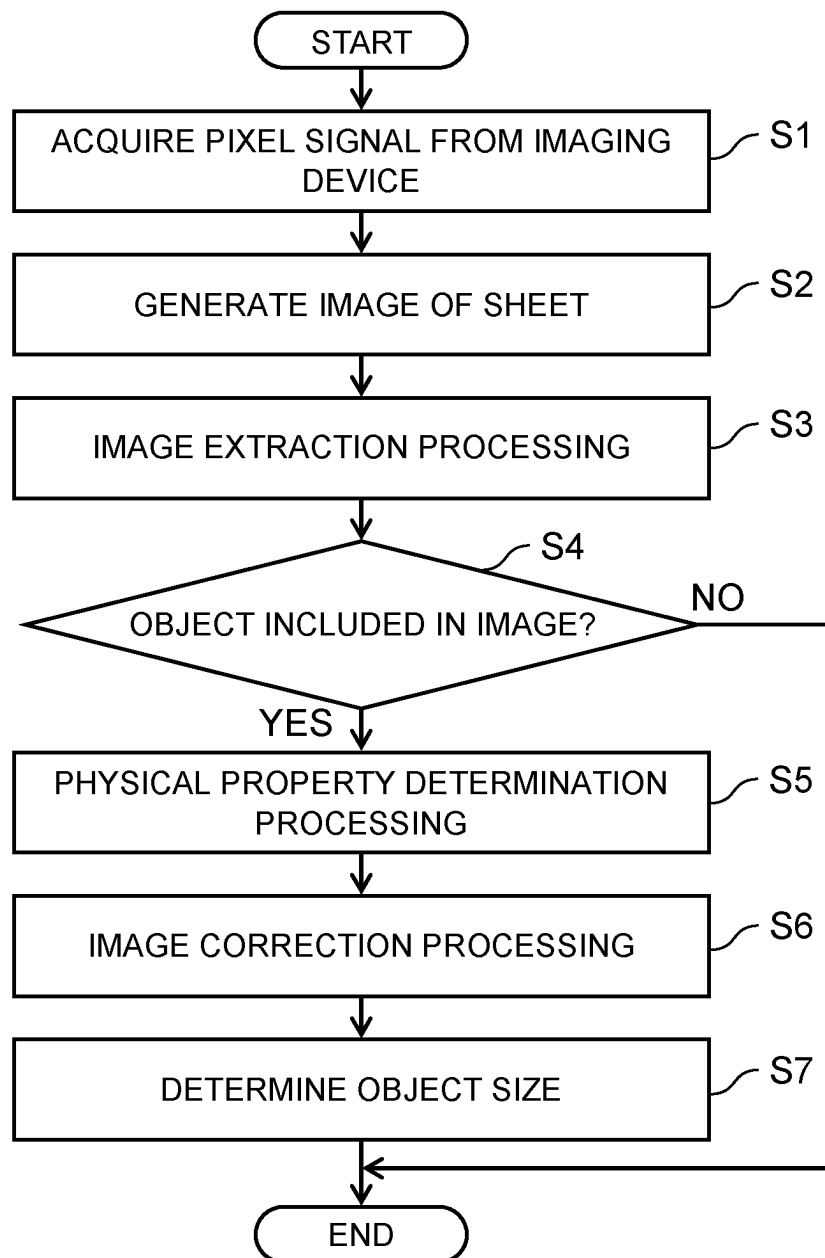 START
ACQUIRE PIXEL SIGNAL FROM IMAGING
DEVICE
S1
GENERATE IMAGE OF SHEET
S2
IMAGE EXTRACTION PROCESSING
S3
S4
OBJECT INCLUDED IN IMAGE?
NO
YES
PHYSICAL PROPERTY DETERMINATION
PROCESSING
S5
IMAGE CORRECTION PROCESSING
S6
DETERMINE OBJECT SIZE
S7
END